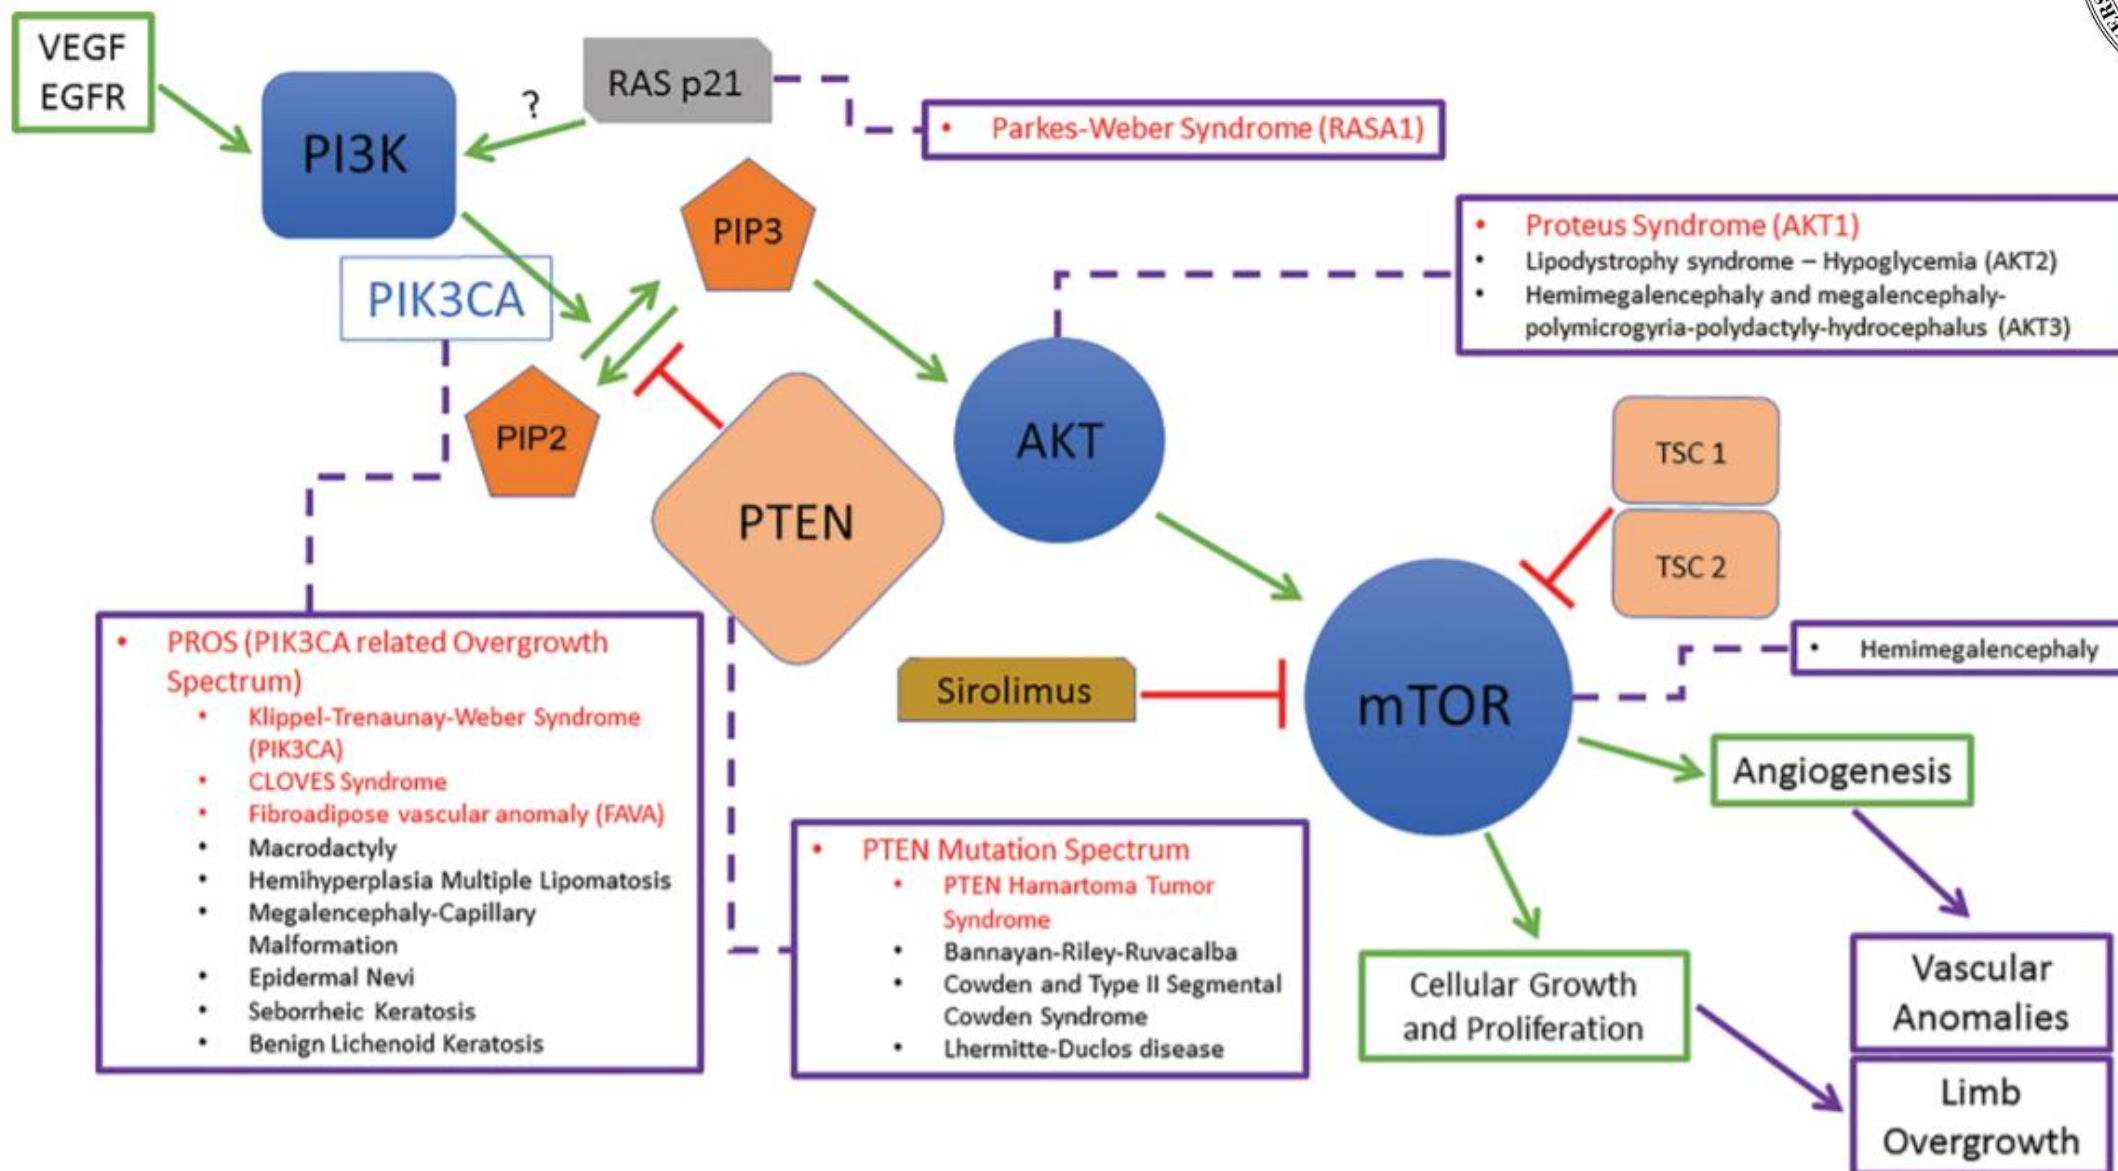 VEGF
EGFR
PI3K
?
RAS p21
• Parkes-Weber Syndrome (RASA1)
PIP3
PIK3CA
PIP2
• Proteus Syndrome (AKT1)
• Lipodystrophy syndrome – Hypoglycemia (AKT2)
• Hemimegalencephaly and megalencephaly-
polymicrogyria-polydactyly-hydrocephalus (AKT3)
AKT
PTEN
TSC 1
TSC 2
Sirolimus
mTOR
• Hemimegalencephaly
Angiogenesis
• PROS (PIK3CA related Overgrowth
Spectrum)
• Klippel-Trenaunay-Weber Syndrome
(PIK3CA)
• CLOVES Syndrome
• Fibroadipose vascular anomaly (FAVA)
• Macrodactyly
• Hemihyperplasia Multiple Lipomatosis
• Megalencephaly-Capillary
Malformation
• Epidermal Nevi
• Seborrheic Keratosis
• Benign Lichenoid Keratosis
• PTEN Mutation Spectrum
• PTEN Hamartoma Tumor
Syndrome
• Bannayan-Riley-Ruvacalba
• Cowden and Type II Segmental
Cowden Syndrome
• Lhermitte-Duclos disease
Cellular Growth
and Proliferation
Vascular
Anomalies
Limb
Overgrowth